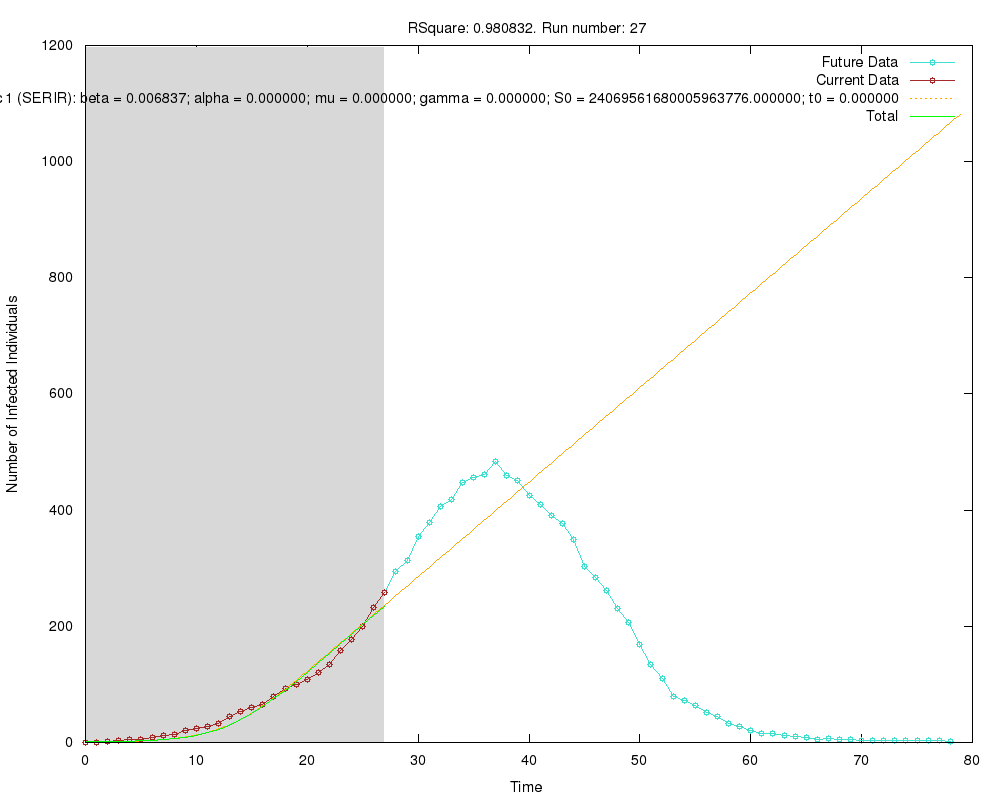 RSquare: 0.980832. Run number: 27
1200
Future Data
Current Data
1 (SERIR): beta = 0.006837; alpha = 0.000000; mu = 0.000000; gamma = 0.000000; S0 = 24069561680005963776.000000; t0 = 0.000000
Total
1000
800
600
400
200
0
Number of Infected Individuals
0 10 20 30 40 50 60 70 80
Time